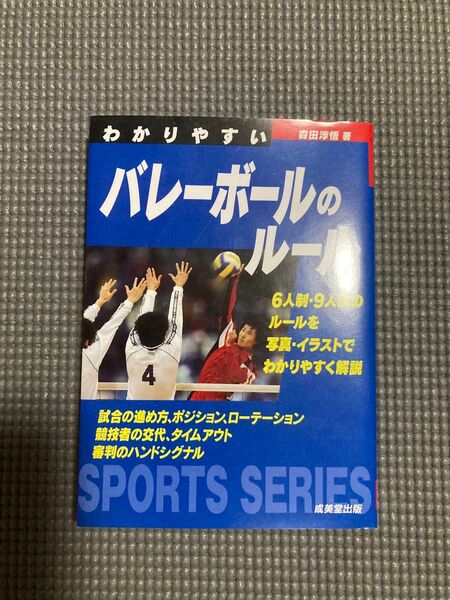 わかりやすい
森田淳悟 著
バレーボールの
ルール
4
6人制・9人制の
ルールを
写真・イラストで
わかりやすく解説
試合の進め方、ポジション、ローテーション
競技者の交代、タイムアウト
審判のハンドシグナル
SPORTS SERIES
成美堂出版